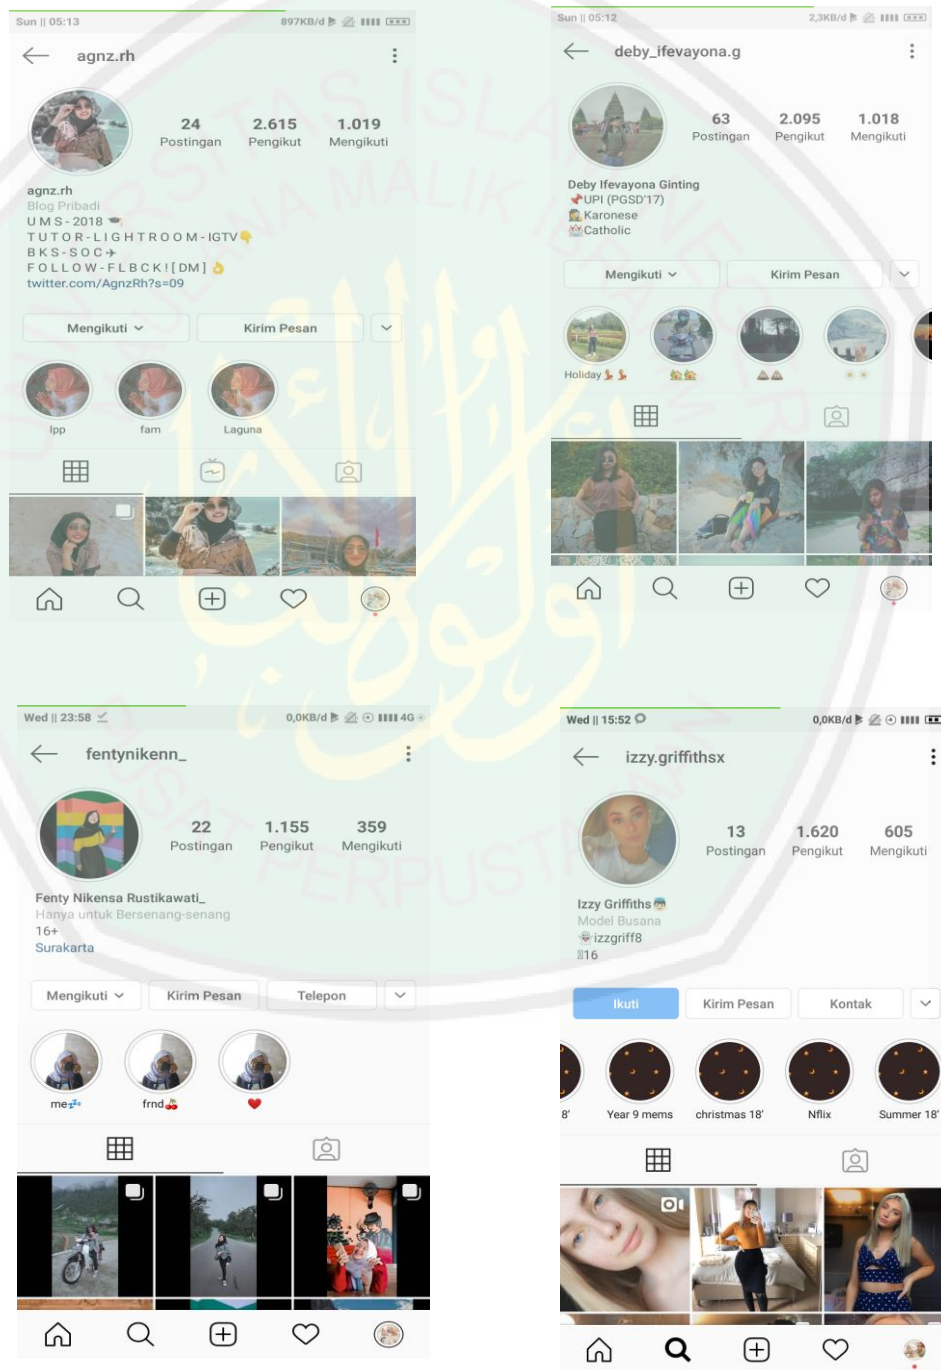 Sun || 05:13 897KB/d
agnz.rh
24 2.615 1.019
Postingan Pengikut Mengikuti
agnz.rh
Blog Pribadi
U M S - 2018
T U T O R - L I G H T R O O M - IGTV
B K S - S O C
F O L L O W - F L B C K ! [ DM ]
twitter.com/AgnzRh?s=09
Mengikuti Kirim Pesan
Ipp fam Laguna
Sun || 05:12 2,3KB/d
deby_ifevayona.g
63 2.095 1.018
Postingan Pengikut Mengikuti
Deby Ifevayona Ginting
UPI (PGSD'17)
Karonese
Catholic
Mengikuti Kirim Pesan
Holiday
Wed || 23:58 0,0KB/d 4G
fentynikenn_
22 1.155 359
Postingan Pengikut Mengikuti
Fenty Nikensa Rustikawati_
Hanya untuk Bersenang-senang
16+
Surakarta
Mengikuti Kirim Pesan Telepon
me frnd
Wed || 15:52 0,0KB/d
izzy.griffithsx
13 1.620 605
Postingan Pengikut Mengikuti
Izzy Griffiths
Model Busana
izzgriff8
16
Ikuti Kirim Pesan Kontak
8' Year 9 mems christmas 18' Nflix Summer 18'
PUSAT PERPUSTAKAAN